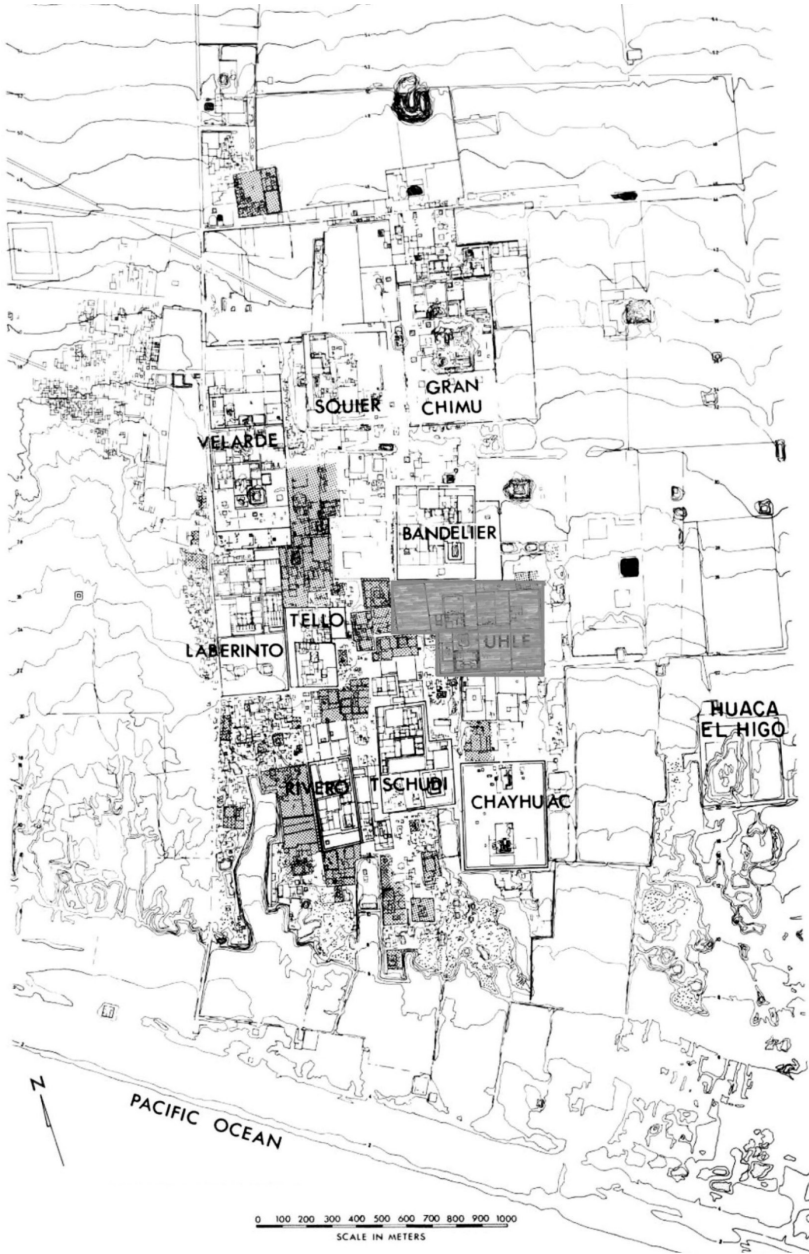 SQUIER
GRAN
CHIMU
VELARDE
BANDELIER
TELLO
UHLE
LABERINTO
HUACA
EL HIGO
RIVERO
TSCHUDI
CHAYHUAC
N
PACIFIC OCEAN
0 100 200 300 400 500 600 700 800 900 1000
SCALE IN METERS